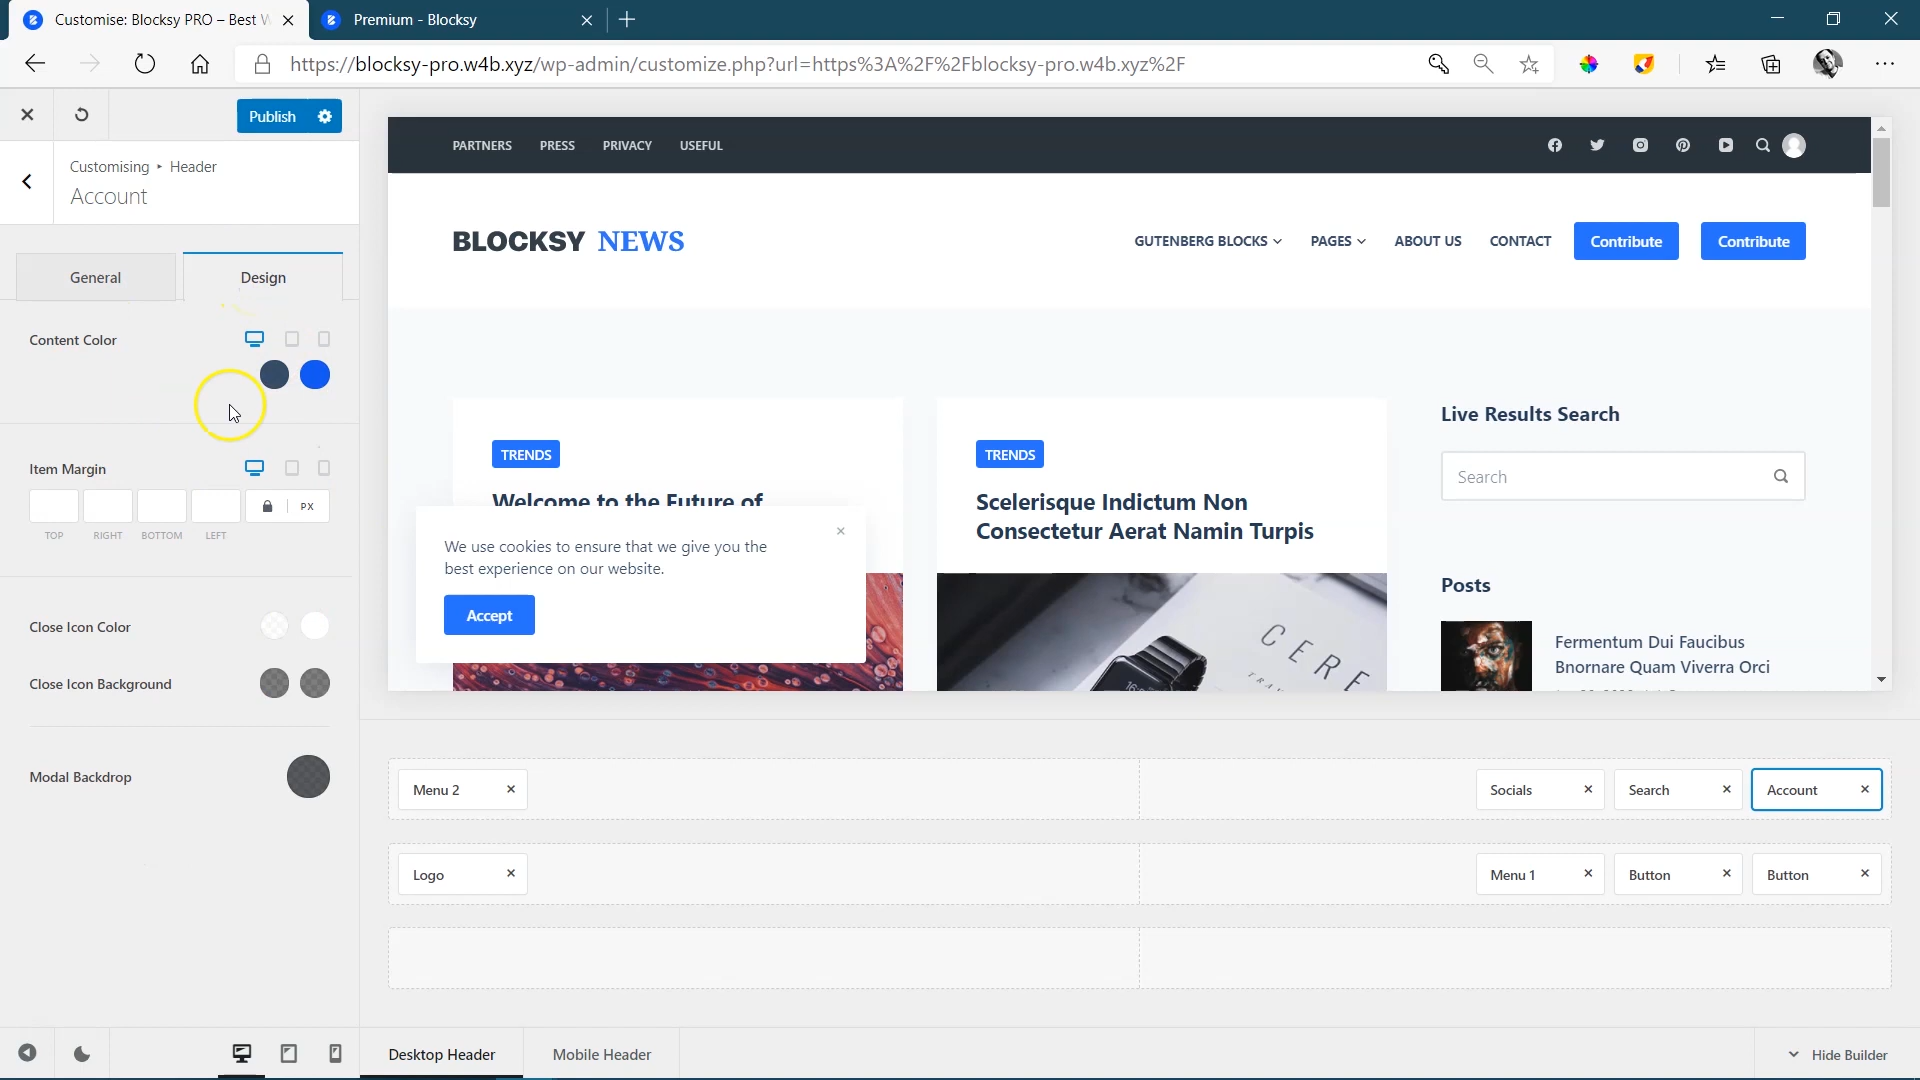 Customise: Blocksy PRO – Best W
Premium - Blocksy
https://blocksy-pro.w4b.xyz/wp-admin/customize.php?url=https%3A%2F%2Fblocksy-pro.w4b.xyz%2F
Publish
Customising ▸ Header
Account
General
Design
Content Color
Item Margin
PX
TOP RIGHT BOTTOM LEFT
Close Icon Color
Close Icon Background
Modal Backdrop
PARTNERS PRESS PRIVACY USEFUL
BLOCKSY NEWS
GUTENBERG BLOCKS PAGES ABOUT US CONTACT Contribute Contribute
TRENDS
Welcome to the Future of
TRENDS
Scelerisque Indictum Non
Consectetur Aerat Namin Turpis
Live Results Search
Search
Posts
Fermentum Dui Faucibus
Bnornare Quam Viverra Orci
We use cookies to ensure that we give you the
best experience on our website.
Accept
CERE
Menu 2 Socials Search Account
Logo Menu 1 Button Button
Desktop Header Mobile Header Hide Builder